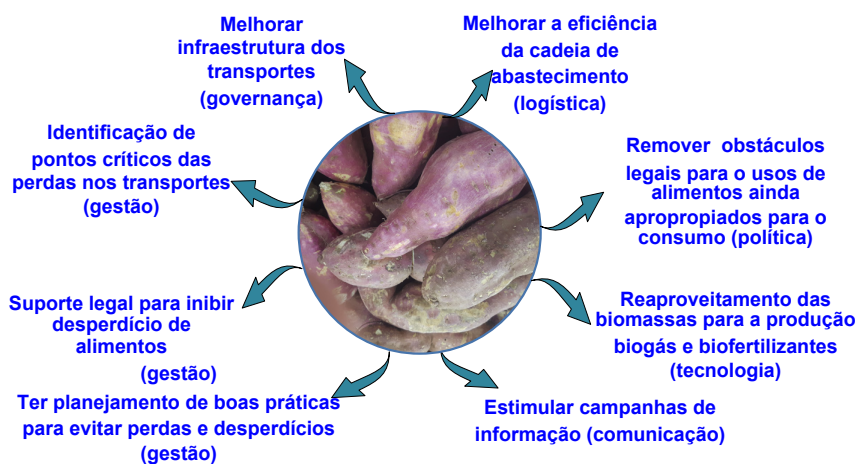 Melhorar
infraestrutura dos
transportes
(governança)
Melhorar a eficiência
da cadeia de
abastecimento
(logística)
Identificação de
pontos críticos das
perdas nos transportes
(gestão)
Remover obstáculos
legais para o usos de
alimentos ainda
apropropiados para o
consumo (política)
Suporte legal para inibir
desperdício de
alimentos
(gestão)
Reaproveitamento das
biomassas para a produção
biogás e biofertilizantes
(tecnologia)
Ter planejamento de boas práticas
para evitar perdas e desperdícios
(gestão)
Estimular campanhas de
informação (comunicação)